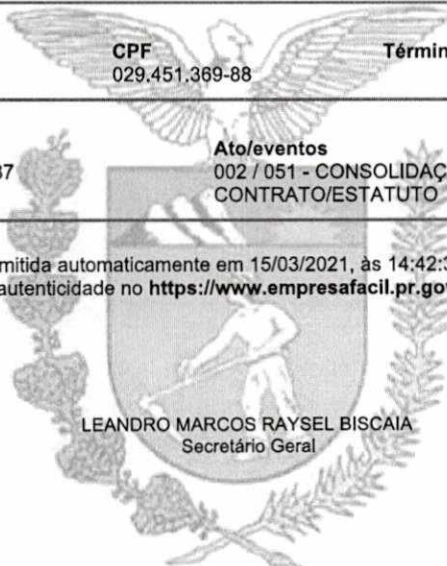 CPF Términ
029.451.369-88
Ato/eventos
37 002 / 051 - CONSOLIDAÇ
CONTRATO/ESTATUTO
mitida automaticamente em 15/03/2021, às 14:42:3
autenticidade no https://www.empresafacil.pr.gov
LEANDRO MARCOS RAYSEL BISCAIA
Secretário Geral